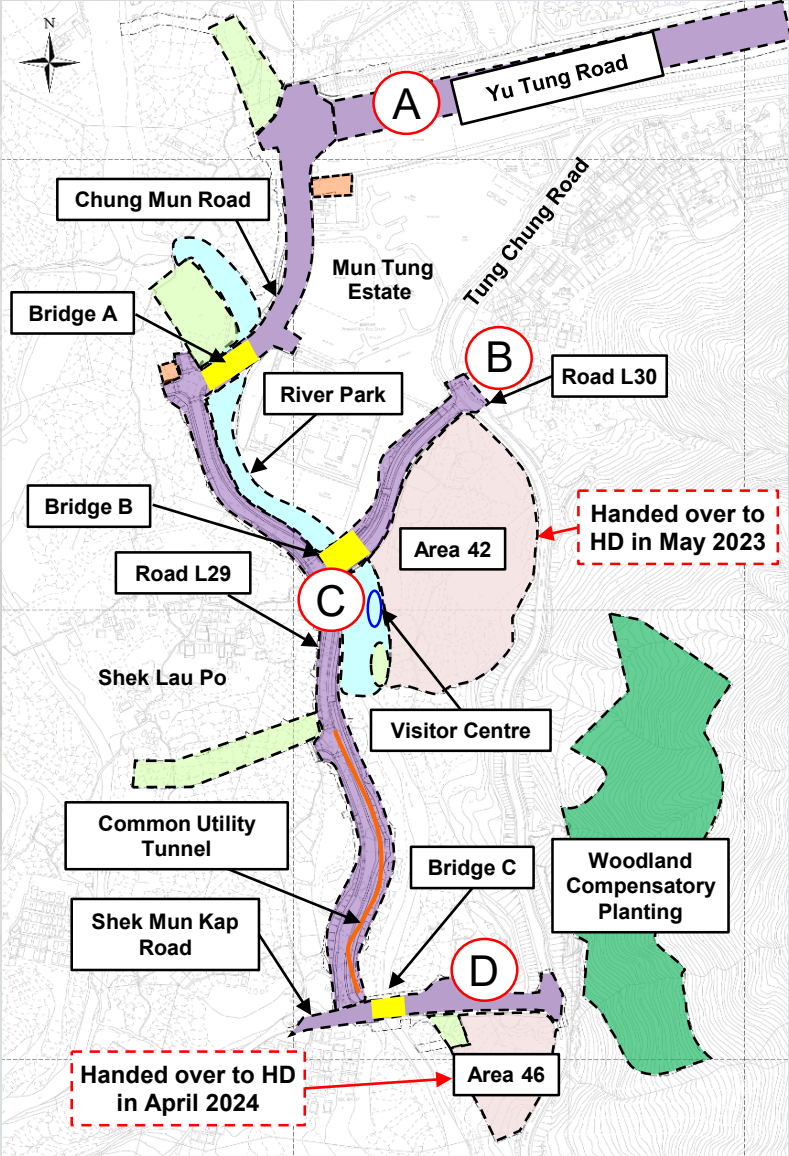 N
A
Yu Tung Road
Chung Mun Road
Tung Chung Road
Mun Tung
Estate
Bridge A
B
Road L30
River Park
Bridge B
Area 42
Handed over to
HD in May 2023
Road L29
C
Shek Lau Po
Visitor Centre
Common Utility
Tunnel
Bridge C
Woodland
Compensatory
Planting
Shek Mun Kap
Road
D
Handed over to HD
in April 2024
Area 46